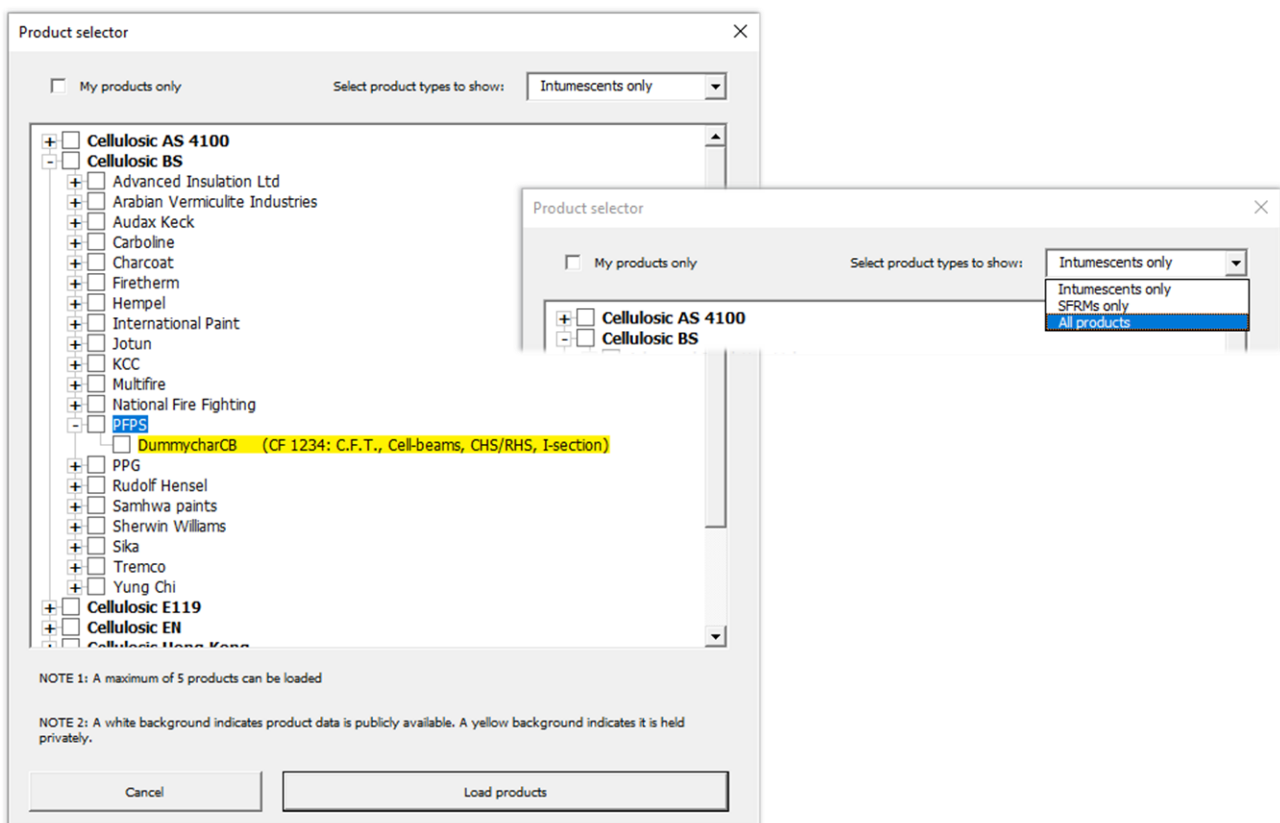 Product selector
My products only
Select product types to show:
Intumescents only
Cellulosic AS 4100
Cellulosic BS
Advanced Insulation Ltd
Arabian Vermiculite Industries
Audax Keck
Carboline
Charcoat
Firetherm
Hempel
International Paint
Jotun
KCC
Multifire
National Fire Fighting
PFPS
DummycharCB (CF 1234: C.F.T., Cell-beams, CHS/RHS, I-section)
PPG
Rudolf Hensel
Samhwa paints
Sherwin Williams
Sika
Tremco
Yung Chi
Cellulosic E119
Cellulosic EN
Cellulosic Hong Kong
NOTE 1: A maximum of 5 products can be loaded
NOTE 2: A white background indicates product data is publicly available. A yellow background indicates it is held
privately.
Cancel
Load products
Product selector
My products only
Select product types to show:
Intumescents only
Intumescents only
SFRMs only
All products
Cellulosic AS 4100
Cellulosic BS